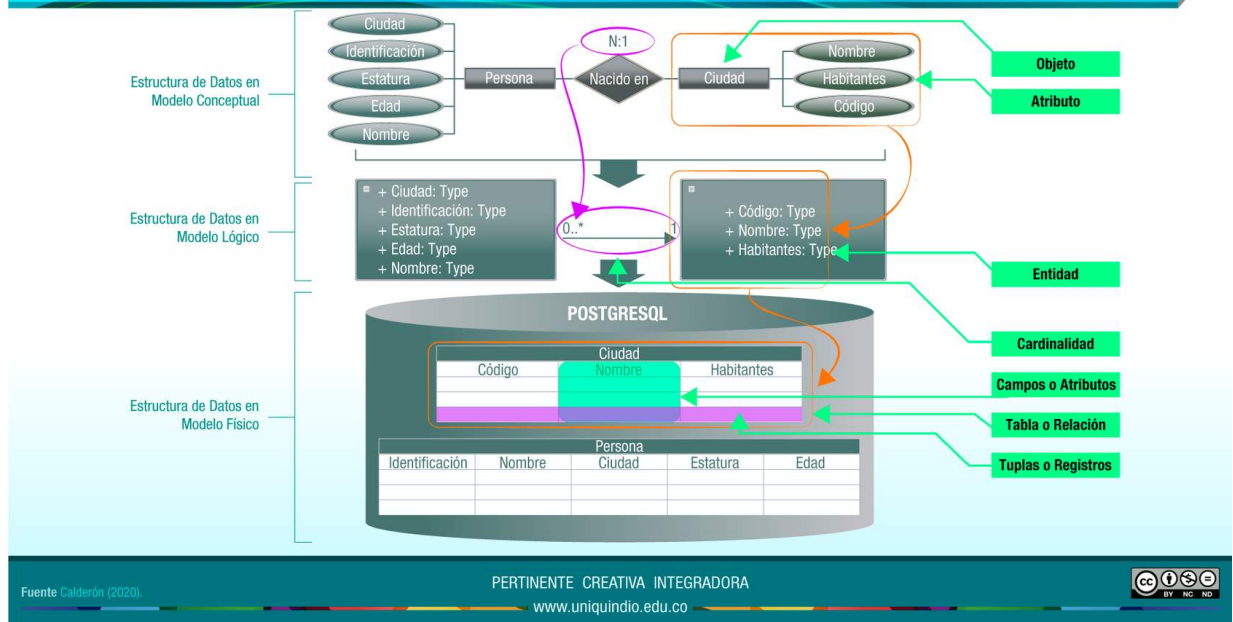 Estructura de Datos en
Modelo Conceptual
Ciudad
Identificación
Estatura
Edad
Nombre
Persona
N:1
Nacido en
Ciudad
Nombre
Habitantes
Código
Objeto
Atributo
Estructura de Datos en
Modelo Lógico
+ Ciudad: Type
+ Identificación: Type
+ Estatura: Type
+ Edad: Type
+ Nombre: Type
0..*
1
+ Código: Type
+ Nombre: Type
+ Habitantes: Type
Entidad
Cardinalidad
Estructura de Datos en
Modelo Físico
POSTGRESQL
Ciudad
Código Nombre Habitantes
Persona
Identificación Nombre Ciudad Estatura Edad
Campos o Atributos
Tabla o Relación
Tuplas o Registros
Fuente Calderón (2020).
PERTINENTE CREATIVA INTEGRADORA
www.uniquindio.edu.co
cc
BY NC ND